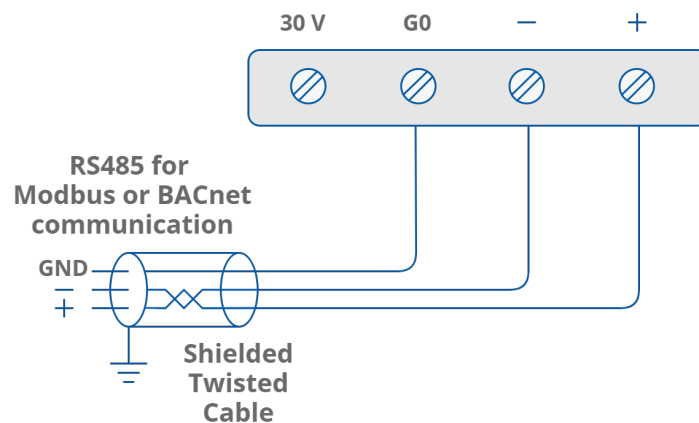 30 V G0 − +
RS485 for
Modbus or BACnet
communication
GND
−
+
Shielded
Twisted
Cable